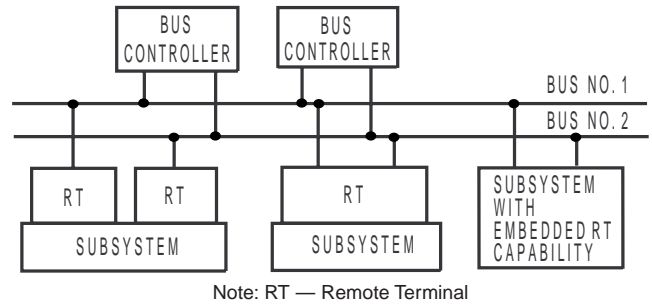 BUS
CONTROLLER
BUS
CONTROLLER
BUS NO. 1
BUS NO. 2
RT
RT
SUBSYSTEM
RT
SUBSYSTEM
SUBSYSTEM
WITH
EMBEDDED RT
CAPABILITY
Note: RT — Remote Terminal